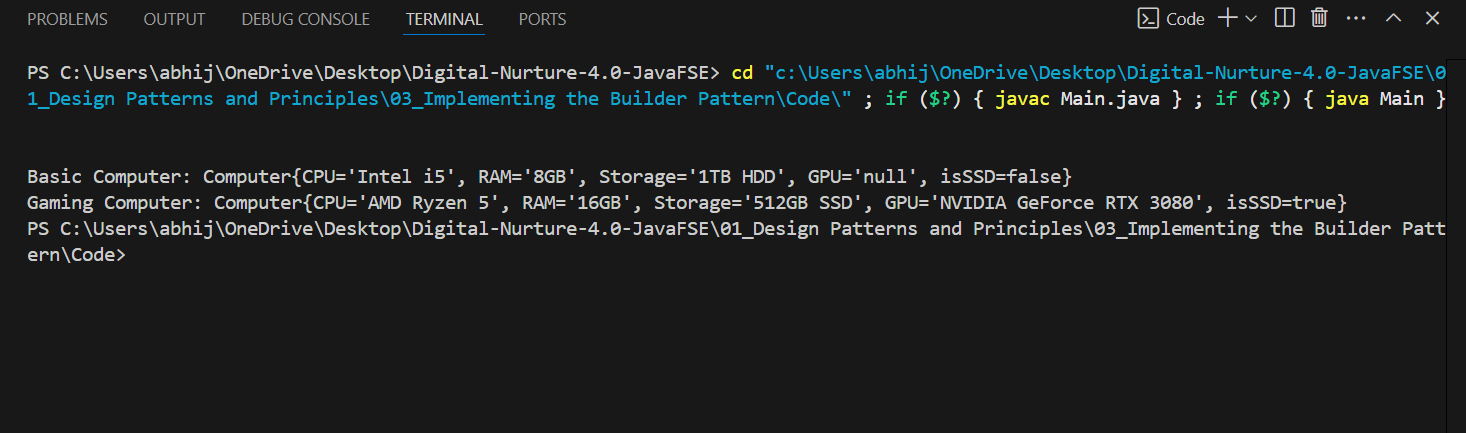 PROBLEMS OUTPUT DEBUG CONSOLE TERMINAL PORTS Code
PS C:\Users\abhij\OneDrive\Desktop\Digital-Nurture-4.0-JavaFSE> cd "c:\Users\abhij\OneDrive\Desktop\Digital-Nurture-4.0-JavaFSE\0
1_Design Patterns and Principles\03_Implementing the Builder Pattern\Code\" ; if ($?) { javac Main.java } ; if ($?) { java Main }
Basic Computer: Computer{CPU='Intel i5', RAM='8GB', Storage='1TB HDD', GPU='null', isSSD=false}
Gaming Computer: Computer{CPU='AMD Ryzen 5', RAM='16GB', Storage='512GB SSD', GPU='NVIDIA GeForce RTX 3080', isSSD=true}
PS C:\Users\abhij\OneDrive\Desktop\Digital-Nurture-4.0-JavaFSE\01_Design Patterns and Principles\03_Implementing the Builder Patt
ern\Code>